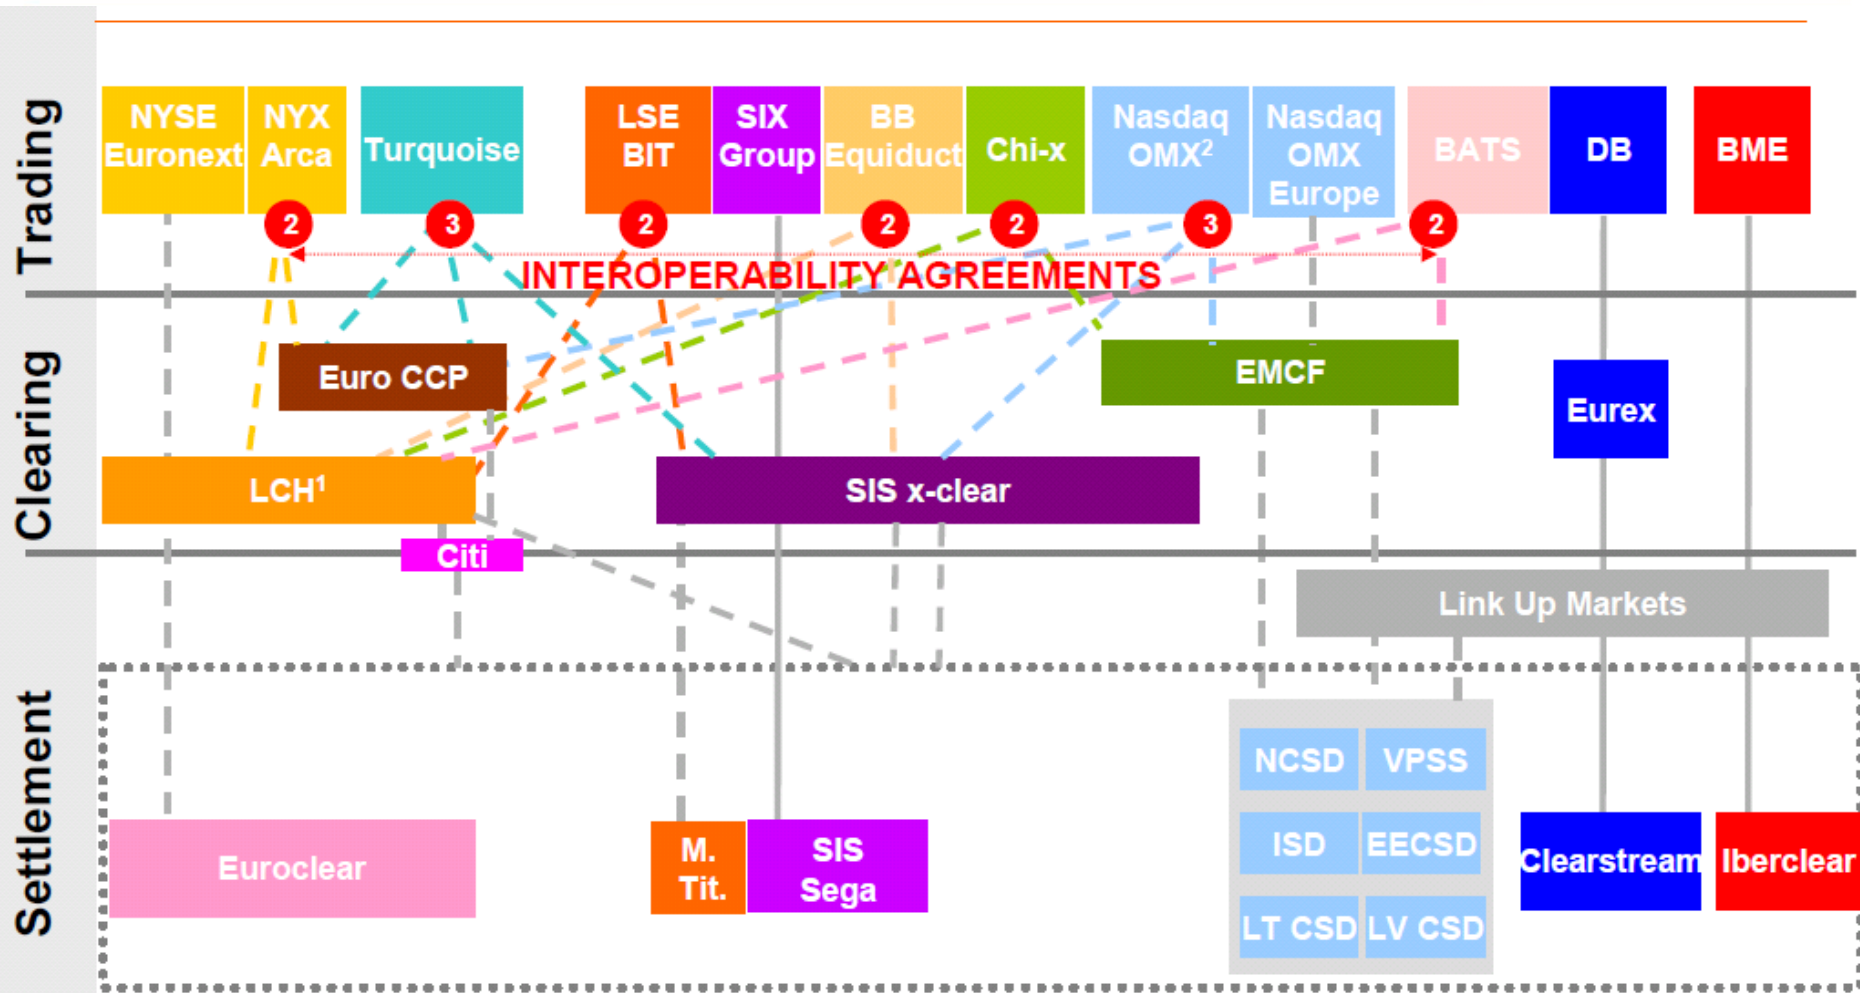 Trading
NYSE
Euronext
NYX
Arca
Turquoise
LSE
BIT
SIX
Group
BB
Equiduct
Chi-x
Nasdaq
OMX²
Nasdaq
OMX
Europe
BATS
DB
BME
2
3
2
2
2
3
2
INTEROPERABILITY AGREEMENTS
Clearing
Euro CCP
EMCF
Eurex
LCH¹
SIS x-clear
Citi
Link Up Markets
Settlement
NCSD
VPSS
ISD
EECSD
LT CSD
LV CSD
Euroclear
M.
Tit.
SIS
Sega
Clearstream
Iberclear